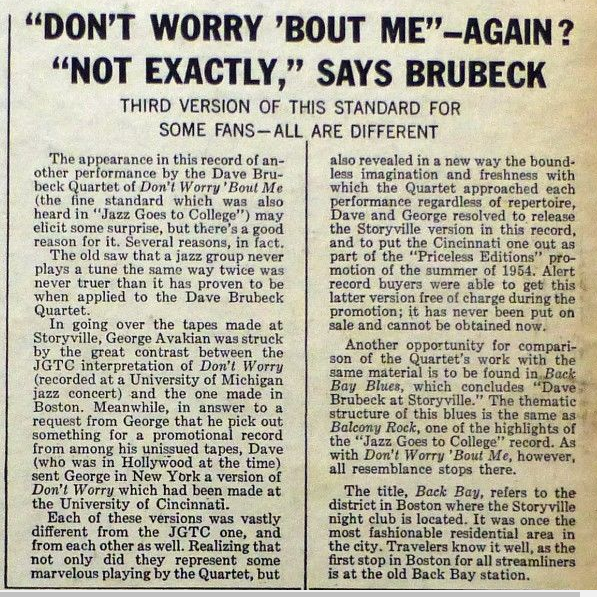 “DON’T WORRY ’BOUT ME”—AGAIN?
“NOT EXACTLY,” SAYS BRUBECK
THIRD VERSION OF THIS STANDARD FOR
SOME FANS—ALL ARE DIFFERENT
The appearance in this record of an-
other performance by the Dave Bru-
beck Quartet of Don’t Worry ’Bout Me
(the fine standard which was also
heard in “Jazz Goes to College”) may
elicit some surprise, but there’s a good
reason for it. Several reasons, in fact.
The old saw that a jazz group never
plays a tune the same way twice was
never truer than it has proven to be
when applied to the Dave Brubeck
Quartet.
In going over the tapes made at
Storyville, George Avakian was struck
by the great contrast between the
JGTC interpretation of Don’t Worry
(recorded at a University of Michigan
jazz concert) and the one made in
Boston. Meanwhile, in answer to a
request from George that he pick out
something for a promotional record
from among his unissued tapes, Dave
(who was in Hollywood at the time)
sent George in New York a version of
Don’t Worry which had been made at
the University of Cincinnati.
Each of these versions was vastly
different from the JGTC one, and
from each other as well. Realizing that
not only did they represent some
marvelous playing by the Quartet, but
also revealed in a new way the bound-
less imagination and freshness with
which the Quartet approached each
performance regardless of repertoire,
Dave and George resolved to release
the Storyville version in this record,
and to put the Cincinnati one out as
part of the “Priceless Editions” pro-
motion of the summer of 1954. Alert
record buyers were able to get this
latter version free of charge during the
promotion; it has never been put on
sale and cannot be obtained now.
Another opportunity for compari-
son of the Quartet’s work with the
same material is to be found in Back
Bay Blues, which concludes “Dave
Brubeck at Storyville.” The thematic
structure of this blues is the same as
Balcony Rock, one of the highlights of
the “Jazz Goes to College” record. As
with Don’t Worry ’Bout Me, however,
all resemblance stops there.
The title, Back Bay, refers to the
district in Boston where the Storyville
night club is located. It was once the
most fashionable residential area in
the city. Travelers know it well, as the
first stop in Boston for all streamliners
is at the old Back Bay station.